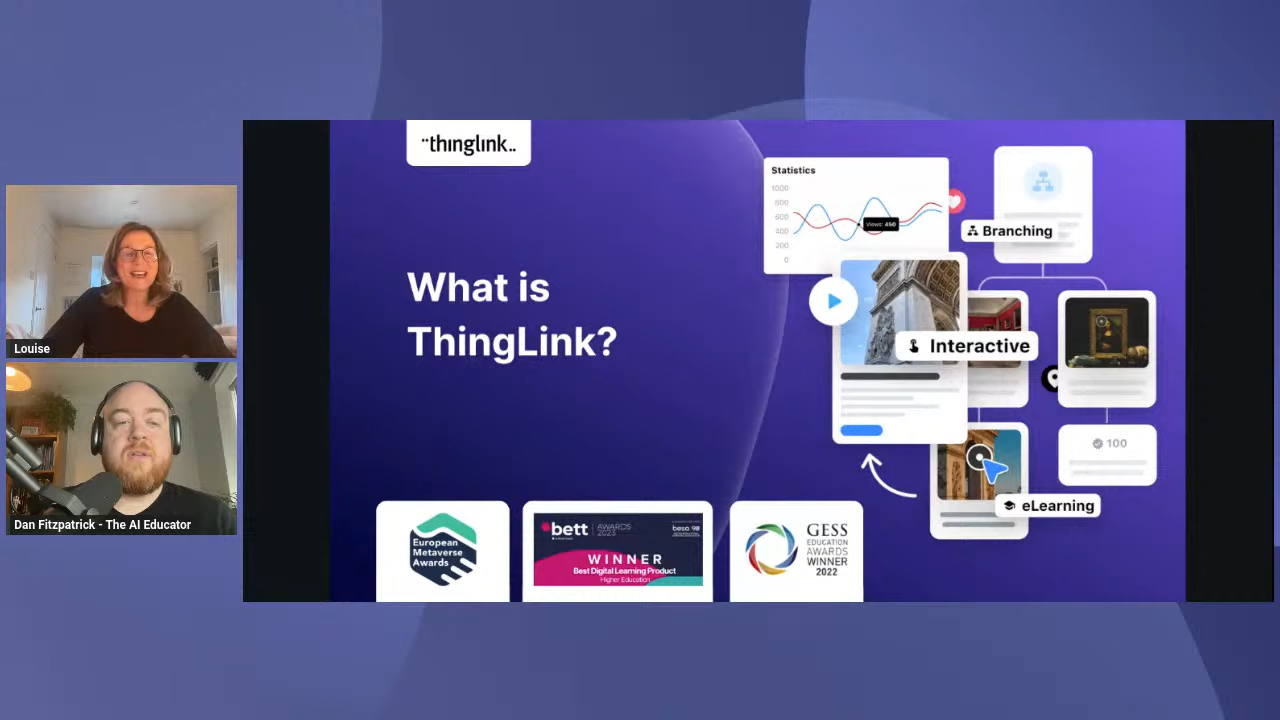 Louise
Dan Fitzpatrick - The AI Educator
¨thinglink..
What is
ThingLink?
Statistics
1000
800
600
400
200
0
Views: 450
Branching
Interactive
100
eLearning
European
Metaverse
Awards
bett AWARDS
2023
WINNER
Best Digital Learning Product
Higher Education
GESS
EDUCATION
AWARDS
WINNER
2022